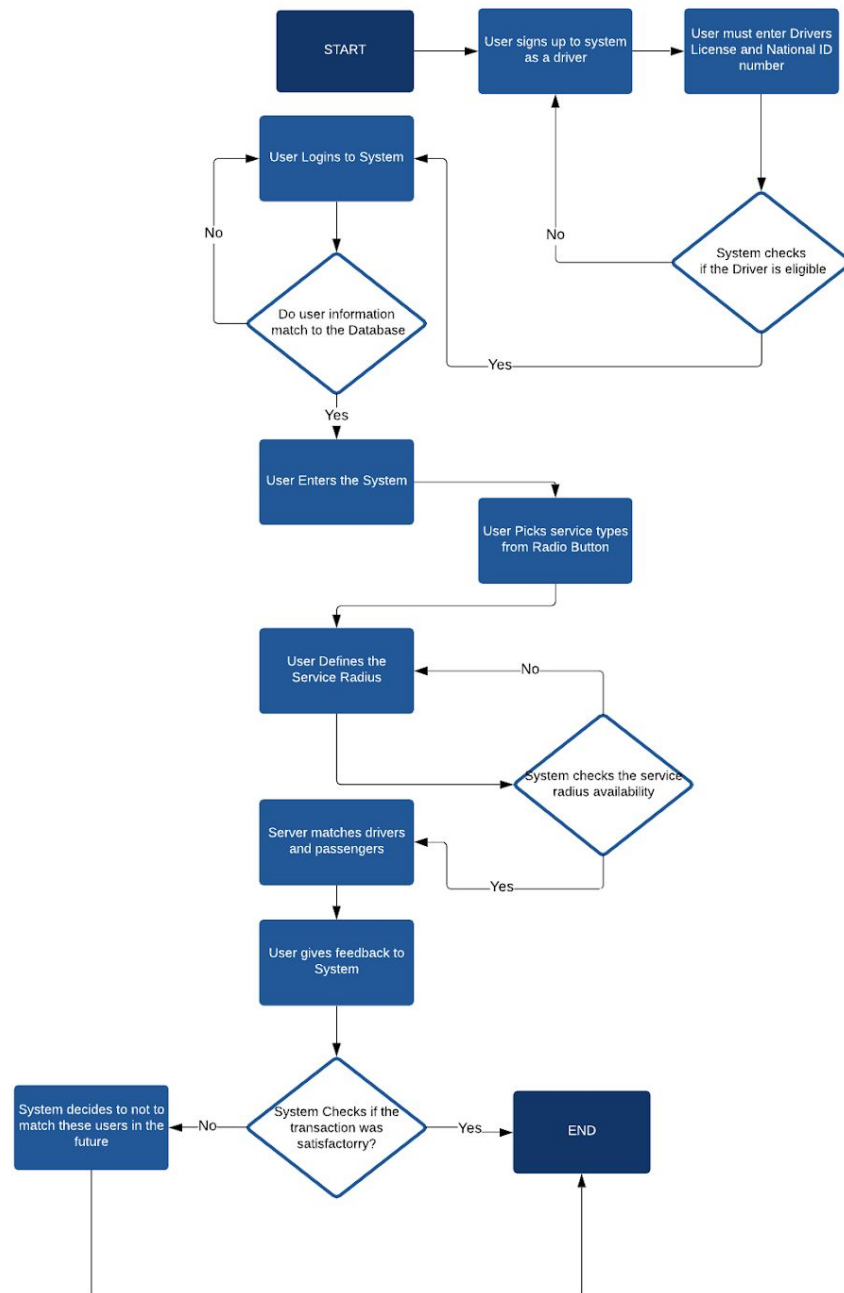 START
User signs up to system
as a driver
User must enter Drivers
License and National ID
number
User Logins to System
No
No
System checks
if the Driver is eligible
Do user information
match to the Database
Yes
Yes
User Enters the System
User Picks service types
from Radio Button
User Defines the
Service Radius
No
System checks the service
radius availability
Server matches drivers
and passengers
Yes
User gives feedback to
System
System decides to not to
match these users in the
future
No
System Checks if the
transaction was
satisfactorry?
Yes
END